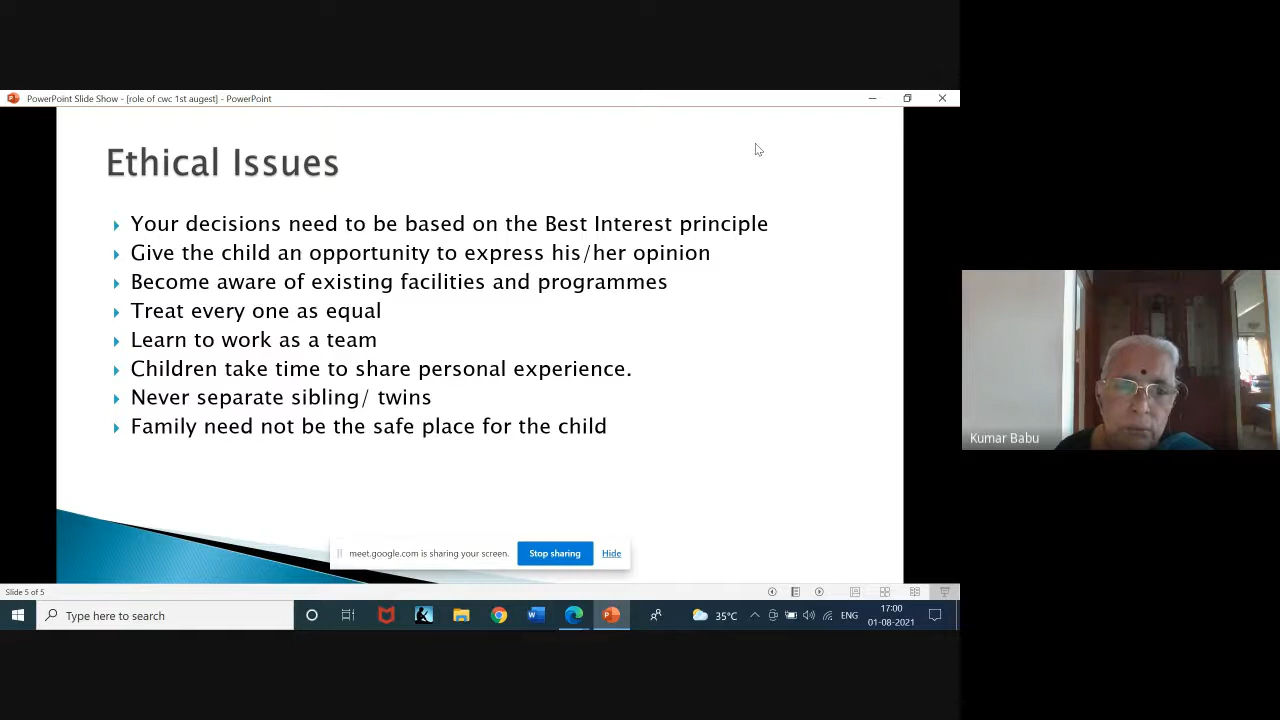 PowerPoint Slide Show - [role of cwc 1st augest] - PowerPoint
Ethical Issues
Your decisions need to be based on the Best Interest principle
Give the child an opportunity to express his/her opinion
Become aware of existing facilities and programmes
Treat every one as equal
Learn to work as a team
Children take time to share personal experience.
Never separate sibling/ twins
Family need not be the safe place for the child
meet.google.com is sharing your screen.
Stop sharing
Hide
Slide 5 of 5
Type here to search
35°C
ENG
17:00
01-08-2021
Kumar Babu